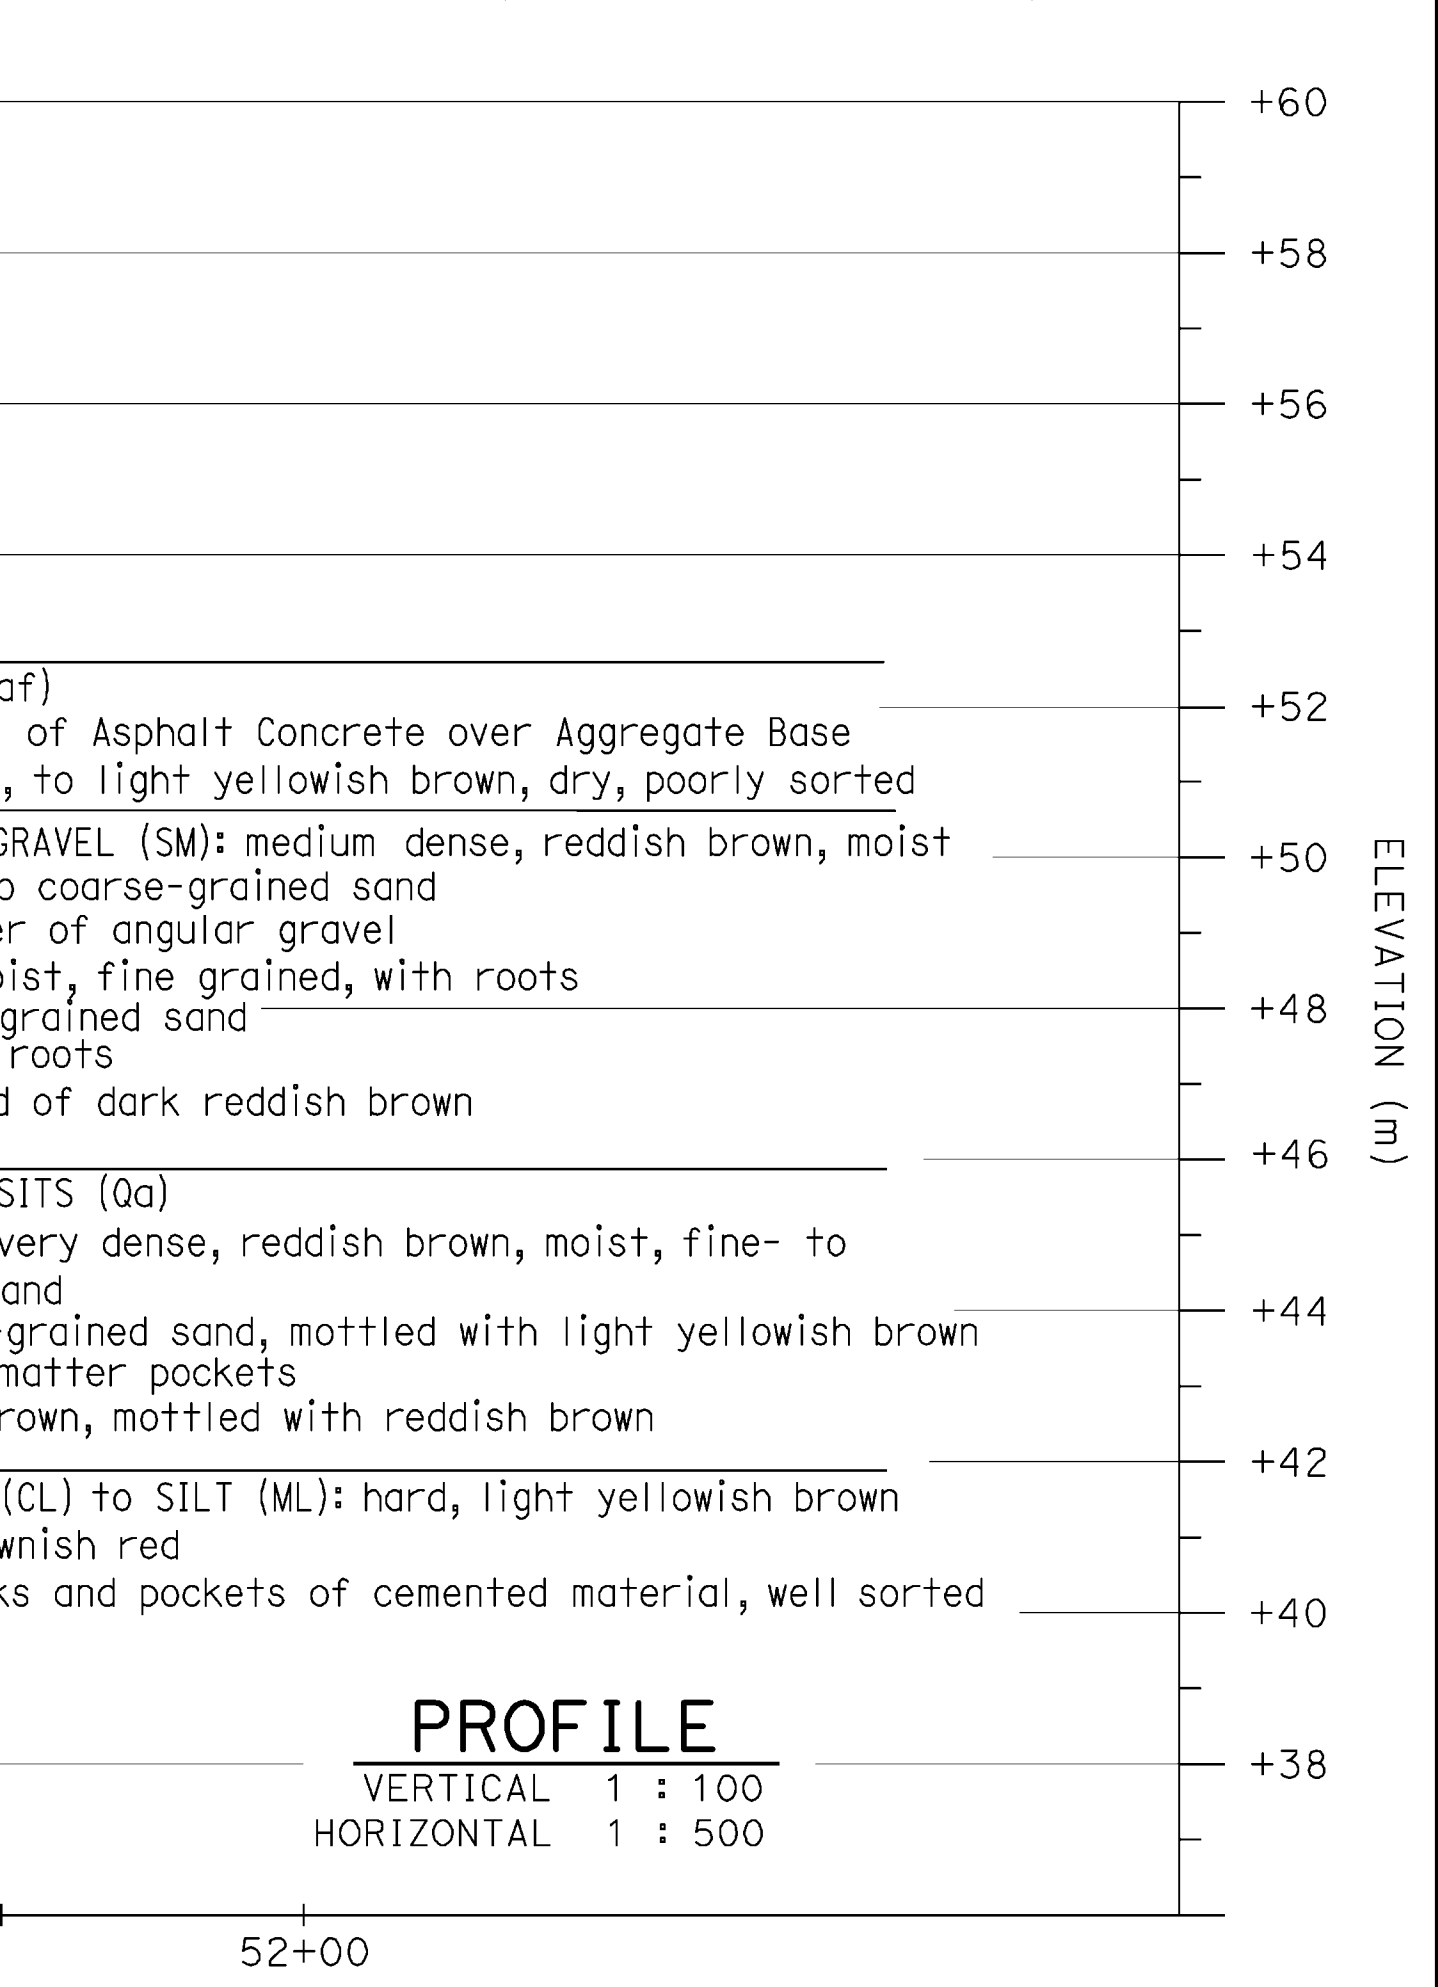 +60
+58
+56
+54
af)
+52
of Asphalt Concrete over Aggregate Base
, to light yellowish brown, dry, poorly sorted
GRAVEL (SM): medium dense, reddish brown, moist
+50
coarse-grained sand
of angular gravel
fine grained, with roots
grained sand
+48
roots
of dark reddish brown
+46
ELEVATION (m)
SITS (Qa)
very dense, reddish brown, moist, fine- to
and
+44
-grained sand, mottled with light yellowish brown
matter pockets
rown, mottled with reddish brown
+42
(CL) to SILT (ML): hard, light yellowish brown
wnish red
ks and pockets of cemented material, well sorted
+40
PROFILE
+38
VERTICAL 1 : 100
HORIZONTAL 1 : 500
52+00